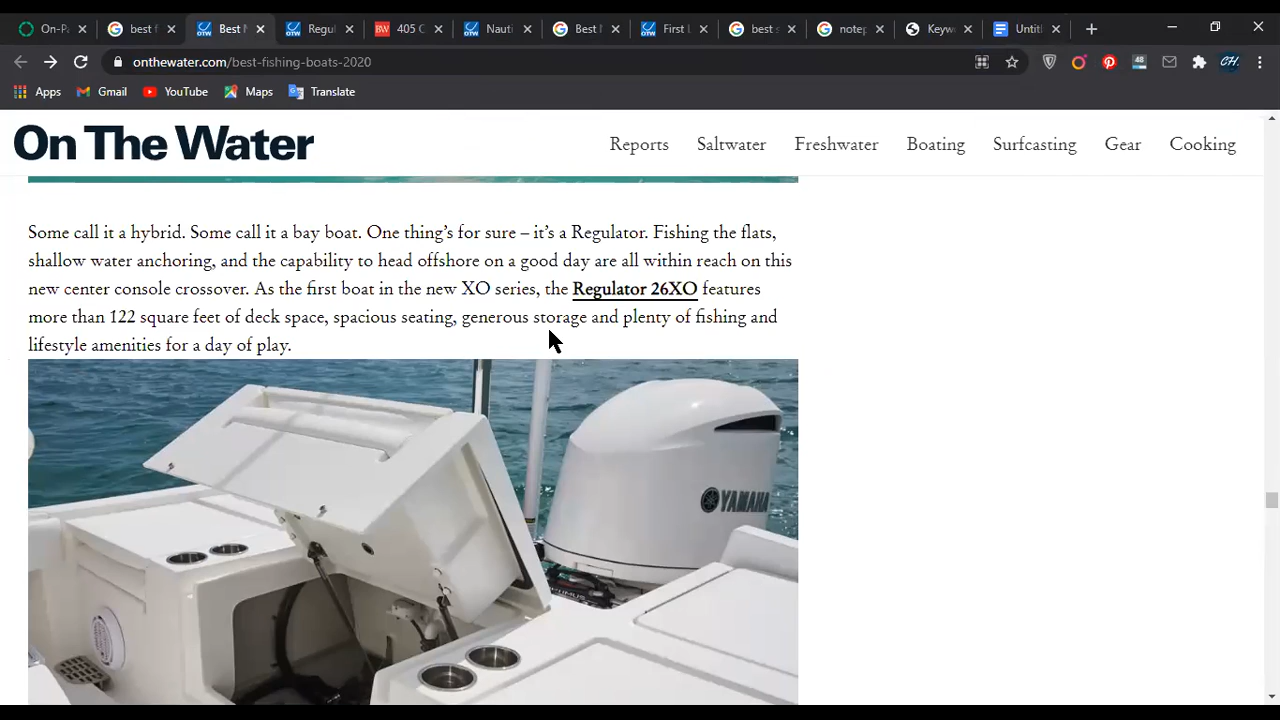 On-Pa
best f
Best N
Regul
405 C
Nauti
Best I
First L
best s
notep
Keyw
Untitl
onthewater.com/best-fishing-boats-2020
48
CH
Apps
Gmail
YouTube
Maps
Translate
On The Water
Reports
Saltwater
Freshwater
Boating
Surfcasting
Gear
Cooking
Some call it a hybrid. Some call it a bay boat. One thing's for sure – it's a Regulator. Fishing the flats,
shallow water anchoring, and the capability to head offshore on a good day are all within reach on this
new center console crossover. As the first boat in the new XO series, the Regulator 26XO features
more than 122 square feet of deck space, spacious seating, generous storage and plenty of fishing and
lifestyle amenities for a day of play.
YAMAHA